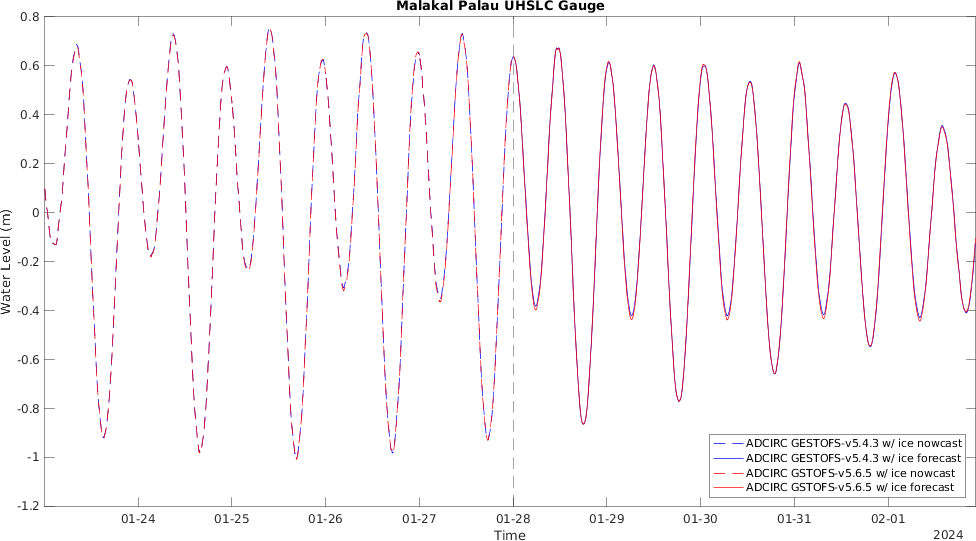 Malakal Palau UHSLC Gauge
0.8
0.6
0.4
0.2
0
-0.2
-0.4
-0.6
-0.8
-1
-1.2
Water Level (m)
ADCIRC GESTOFS-v5.4.3 w/ ice nowcast
ADCIRC GESTOFS-v5.4.3 w/ ice forecast
ADCIRC GSTOFS-v5.6.5 w/ ice nowcast
ADCIRC GSTOFS-v5.6.5 w/ ice forecast
01-24 01-25 01-26 01-27 01-28 01-29 01-30 01-31 02-01
Time
2024